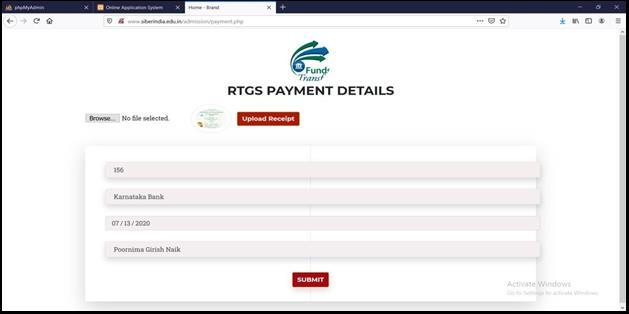 phpMyAdmin
Online Application System
Home - Brand
www.siberindia.edu.in/admission/payment.php
Fund
Transf
RTGS PAYMENT DETAILS
Browse... No file selected.
Upload Receipt
156
Karnataka Bank
07 / 13 / 2020
Poornima Girish Naik
SUBMIT
Activate Windows
Go to Settings to activate Windows.